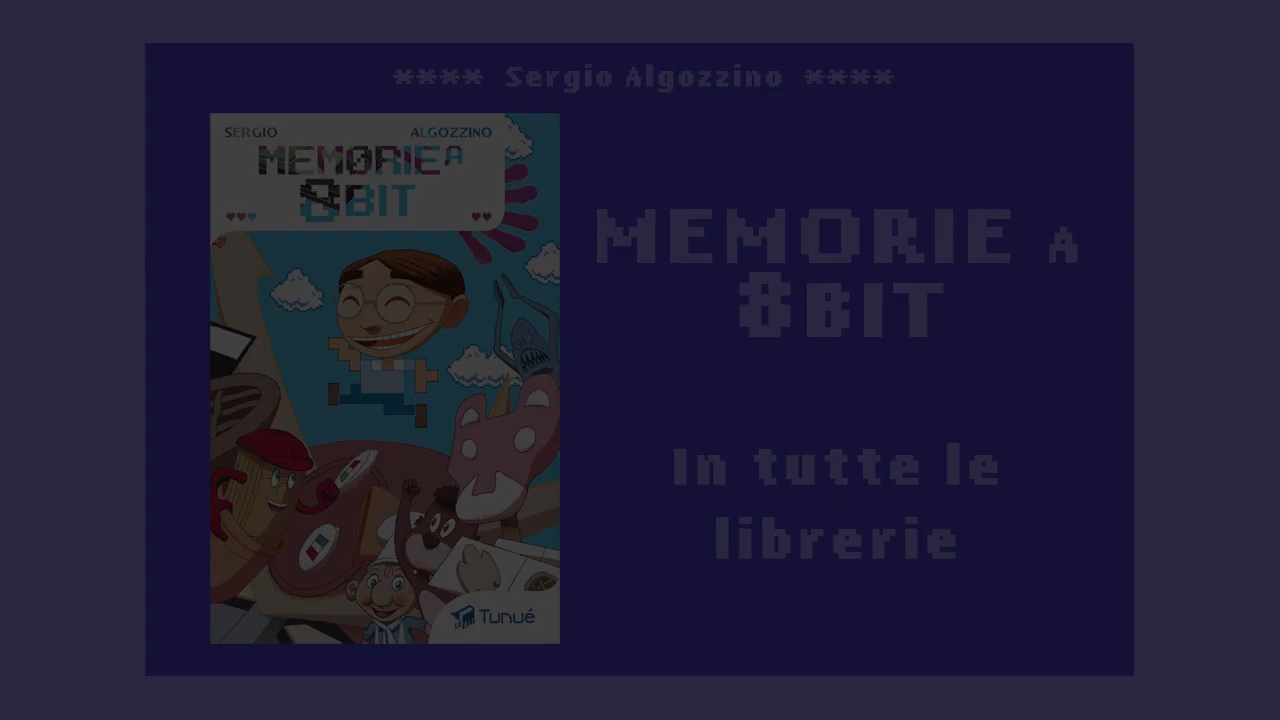 **** Sergio Algozzino ****
SERGIO ALGOZZINO
MEMORIE A
8BIT
Tunué
MEMORIE A
8BIT
In tutte le
librerie